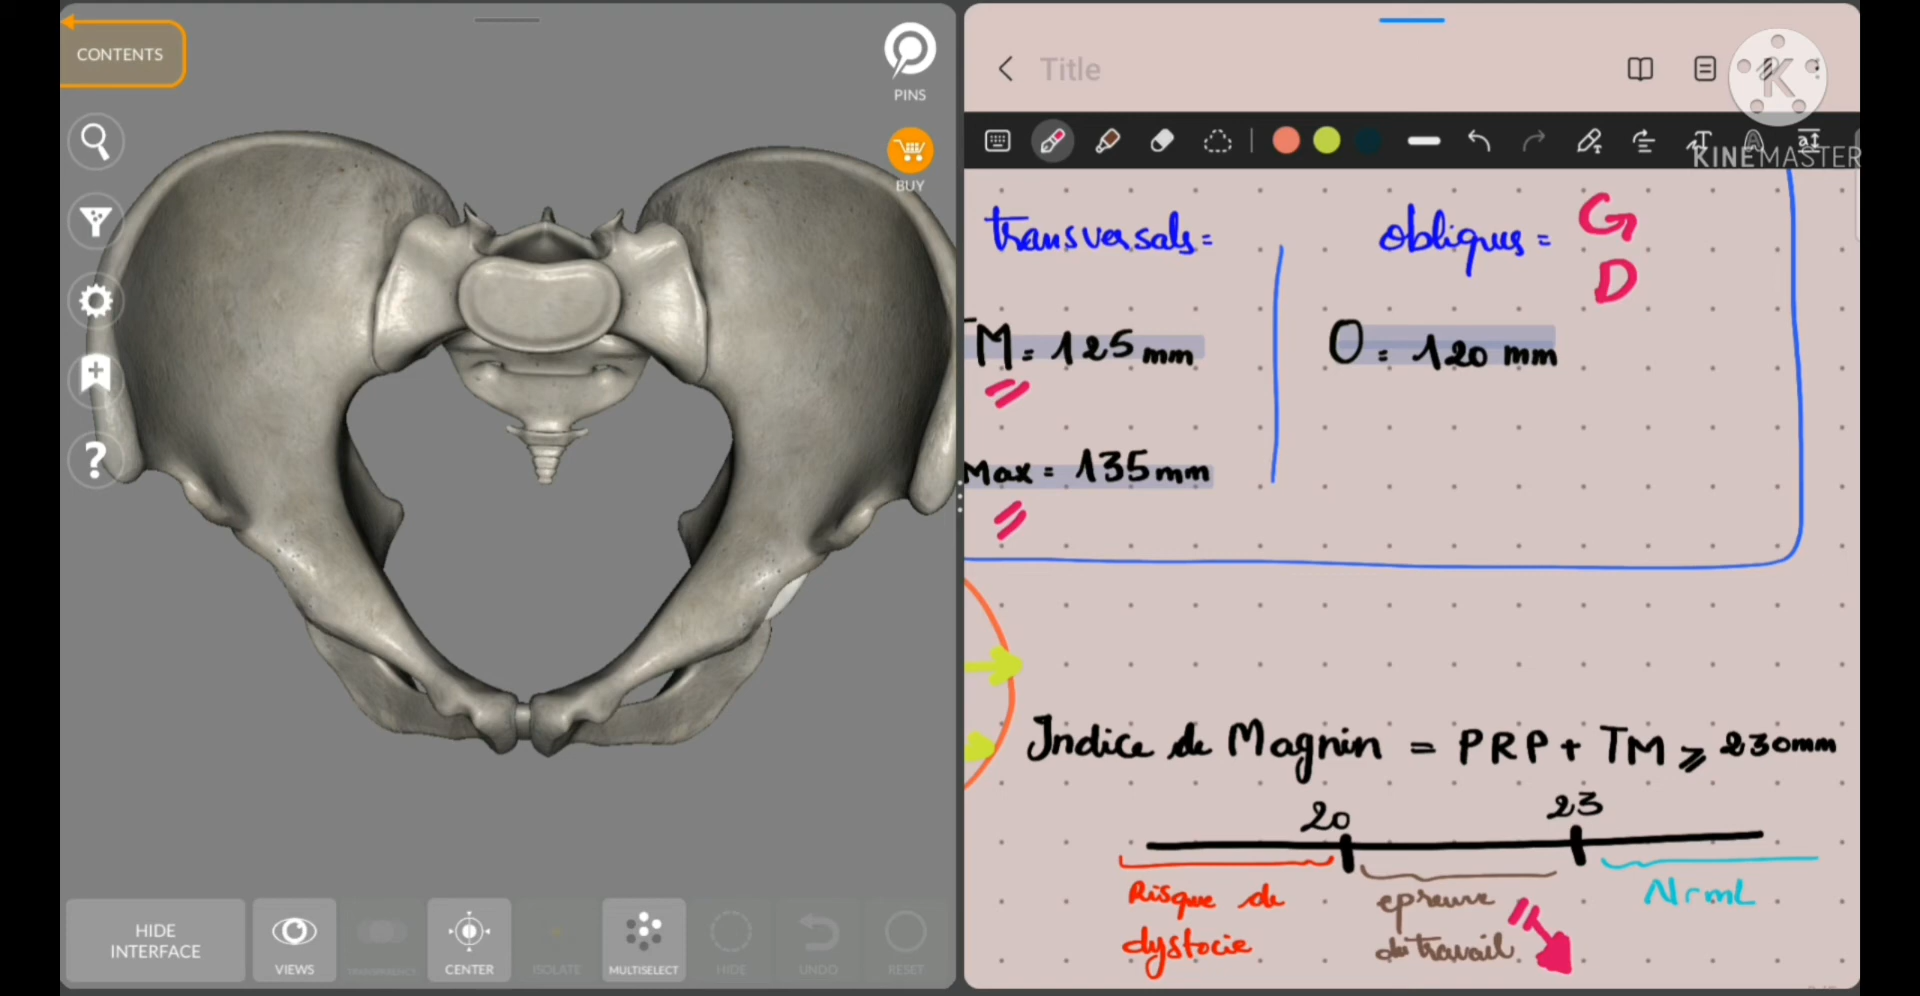 CONTENTS
PINS
BUY
HIDE
INTERFACE
VIEWS
TRANSPARENCY
CENTER
ISOLATE
MULTISELECT
HIDE
UNDO
RESET
Title
K
KINEMASTER
transversals =
obliques = G
D
TM = 125 mm
O = 120 mm
Max = 135 mm
Indice de Magnin = PRP + TM ⩾ 230mm
20
23
Risque de
dystocie
epreuve
du travail
Nrml